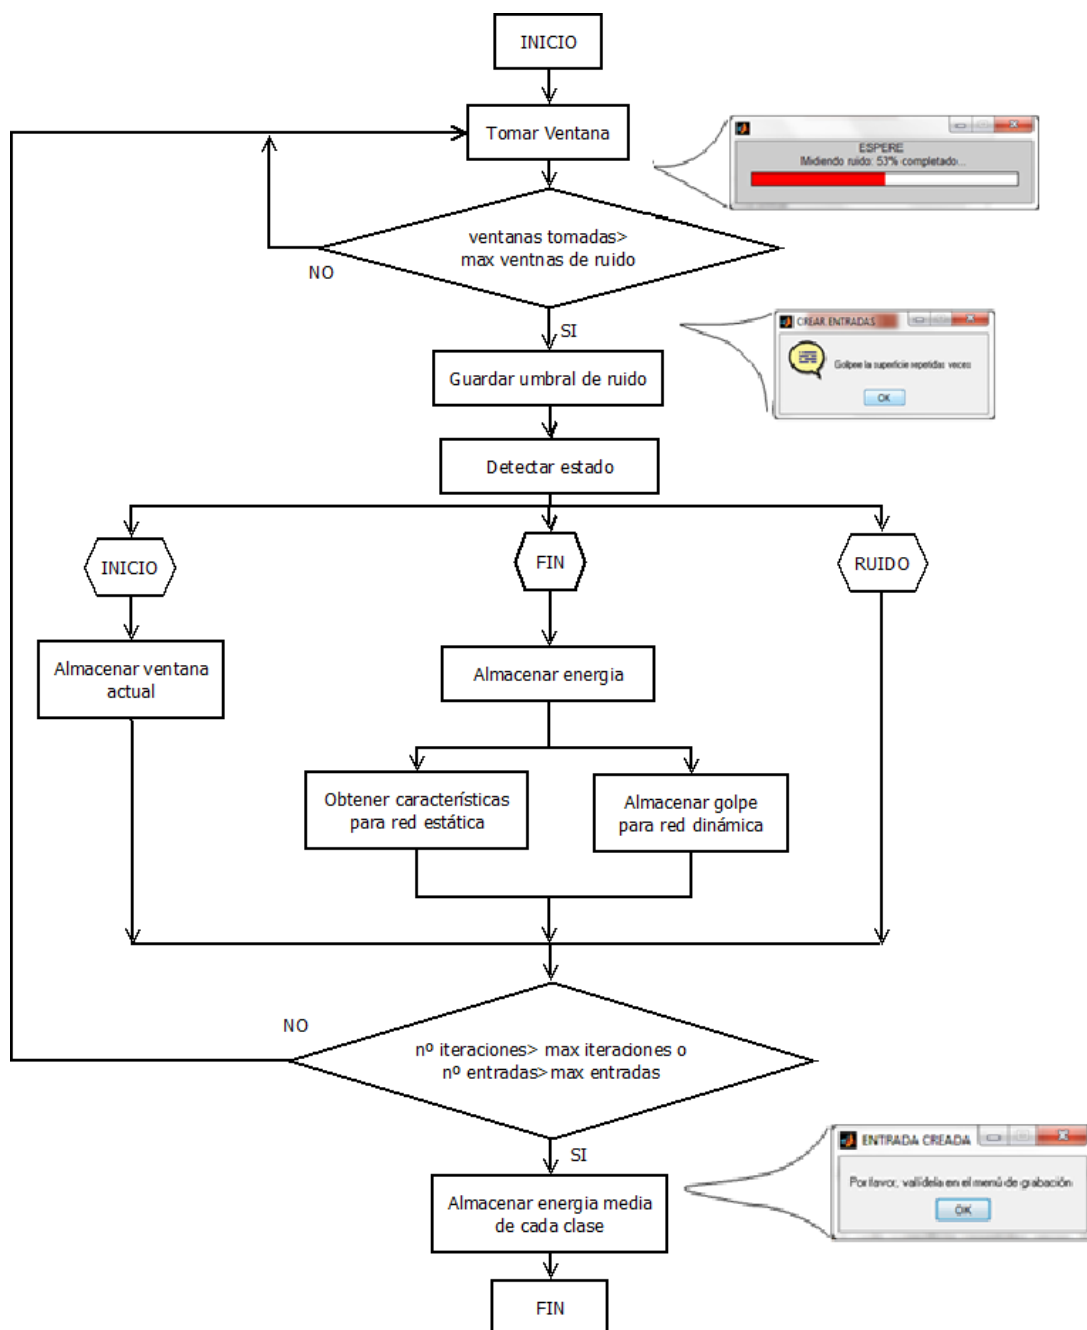 INICIO
Tomar Ventana
ESPERE
Midiendo ruido: 53% completado...
ventanas tomadas>
max ventnas de ruido
NO
SI
CREAR ENTRADAS
Golpee la superficie repetidas veces
OK
Guardar umbral de ruido
Detectar estado
INICIO
FIN
RUIDO
Almacenar ventana
actual
Almacenar energia
Obtener características
para red estática
Almacenar golpe
para red dinámica
NO
nº iteraciones> max iteraciones o
nº entradas> max entradas
SI
ENTRADA CREADA
Por favor, valídela en el menú de grabación
OK
Almacenar energia media
de cada clase
FIN